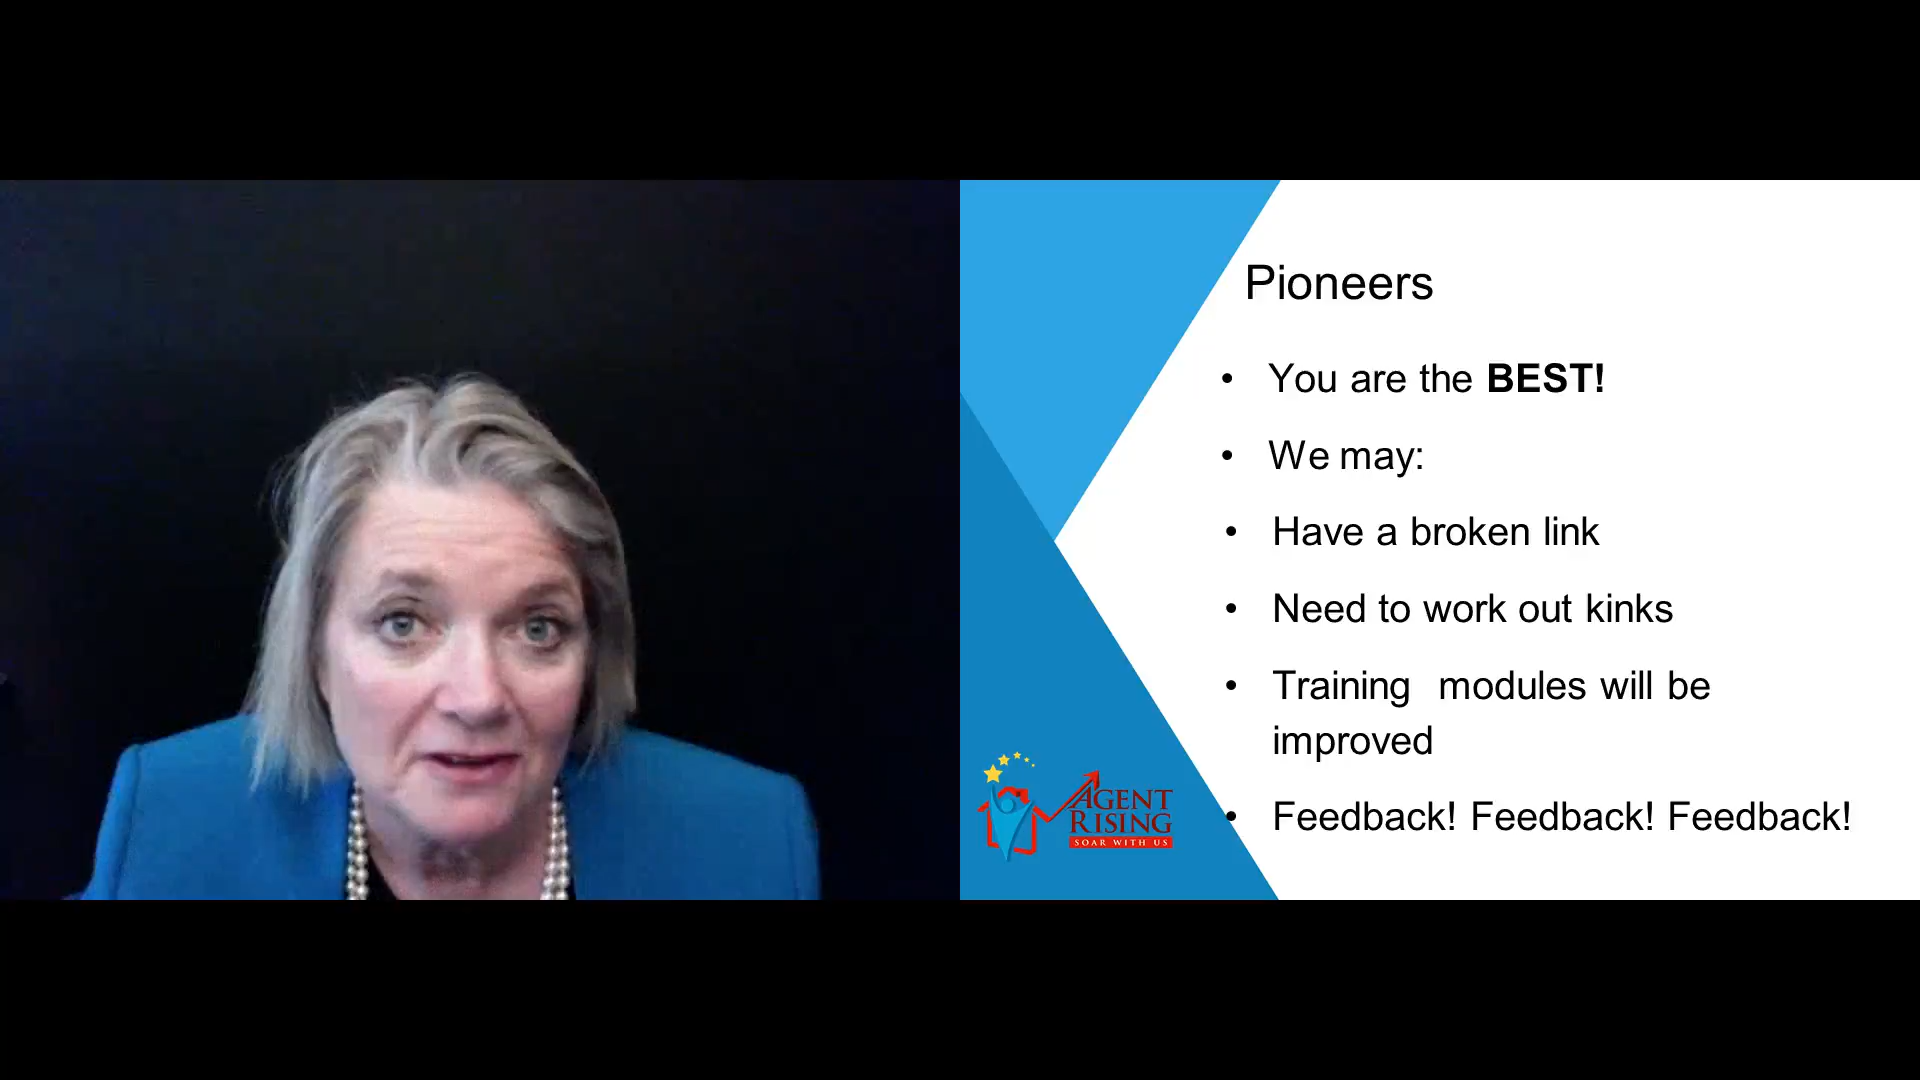 Pioneers
• You are the BEST!
• We may:
• Have a broken link
• Need to work out kinks
• Training modules will be
improved
• Feedback! Feedback! Feedback!
AGENT
RISING
SOAR WITH US